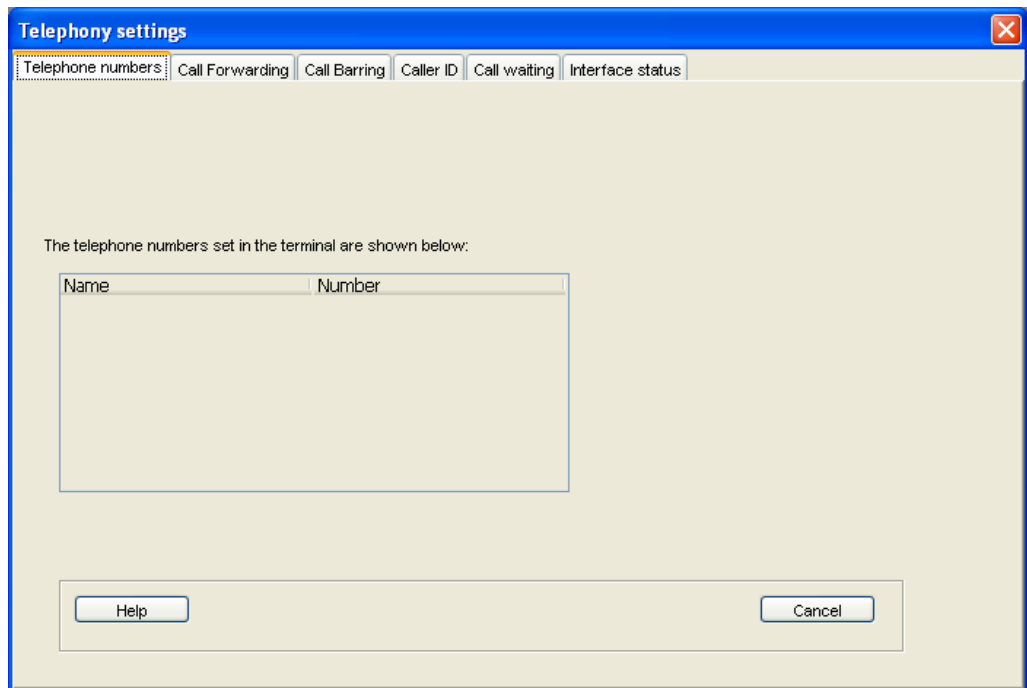 Telephony settings
Telephone numbers Call Forwarding Call Barring Caller ID Call waiting Interface status
The telephone numbers set in the terminal are shown below:
Name Number
Help Cancel